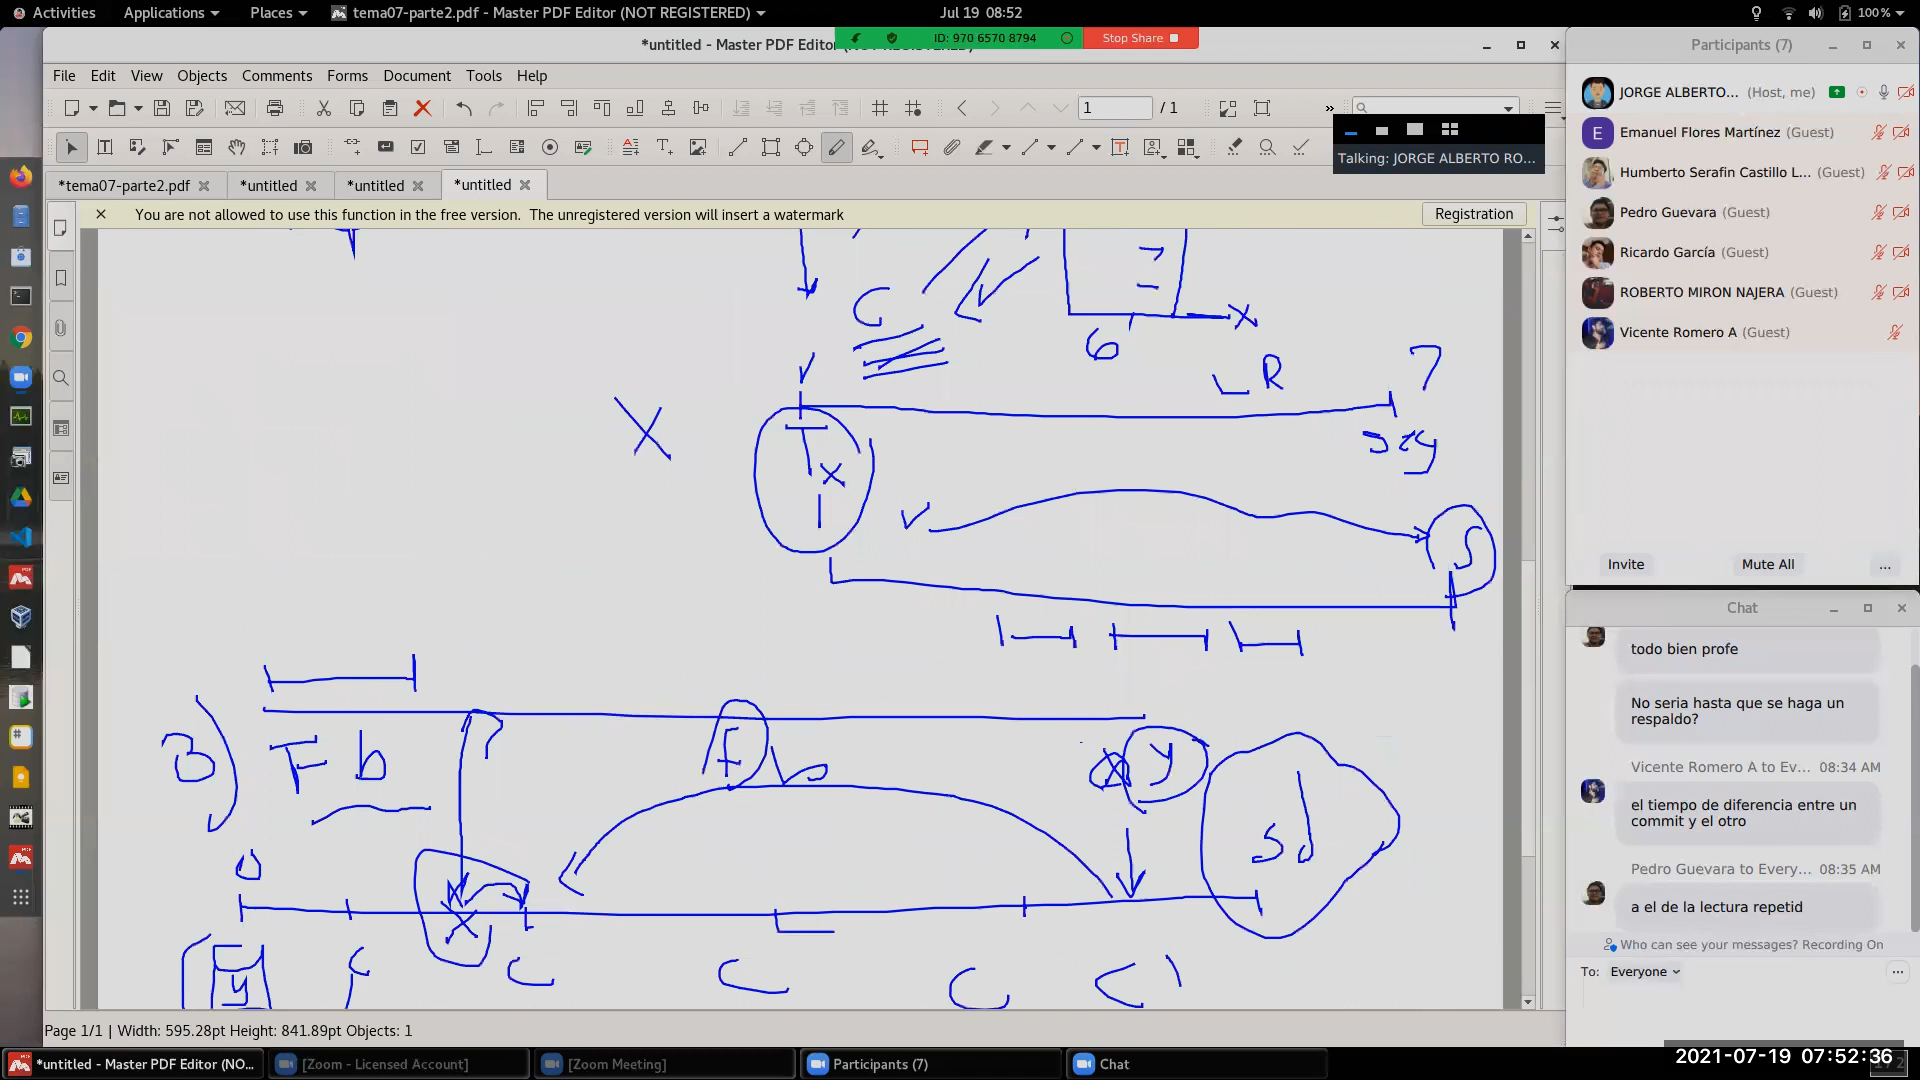 Activities Applications Places tema07-parte2.pdf - Master PDF Editor (NOT REGISTERED) Jul 19 08:52 100%
*untitled - Master PDF Editor
ID: 970 6570 8794 Stop Share
File Edit View Objects Comments Forms Document Tools Help
1 / 1
Talking: JORGE ALBERTO RO...
*tema07-parte2.pdf *untitled *untitled *untitled
You are not allowed to use this function in the free version. The unregistered version will insert a watermark Registration
C
X
6
R 7
X
X
S
3) F b
y
sd
0
y C C C C
Page 1/1 | Width: 595.28pt Height: 841.89pt Objects: 1
Participants (7)
JORGE ALBERTO... (Host, me)
E Emanuel Flores Martínez (Guest)
Humberto Serafin Castillo L... (Guest)
Pedro Guevara (Guest)
Ricardo García (Guest)
ROBERTO MIRON NAJERA (Guest)
Vicente Romero A (Guest)
Invite Mute All ...
Chat
todo bien profe
No seria hasta que se haga un
respaldo?
Vicente Romero A to Ev... 08:34 AM
el tiempo de diferencia entre un
commit y el otro
Pedro Guevara to Every... 08:35 AM
a el de la lectura repetid
Who can see your messages? Recording On
To: Everyone
*untitled - Master PDF Editor (NO... [Zoom - Licensed Account] [Zoom Meeting] Participants (7) Chat
2021-07-19 07:52:36